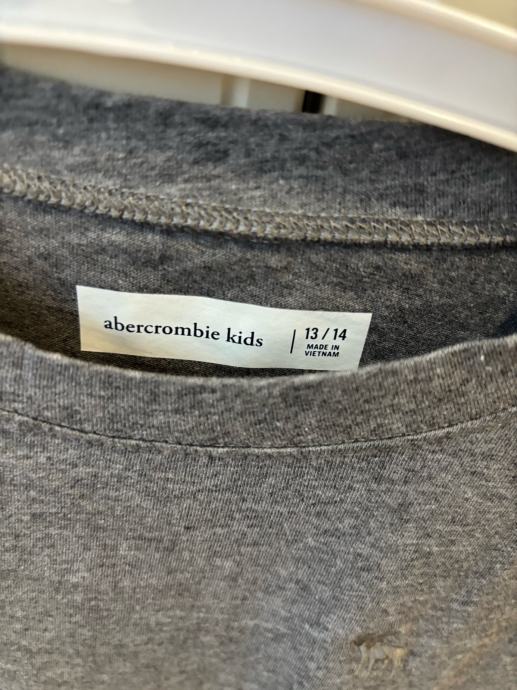 abercrombie kids | 13 / 14
MADE IN
VIETNAM